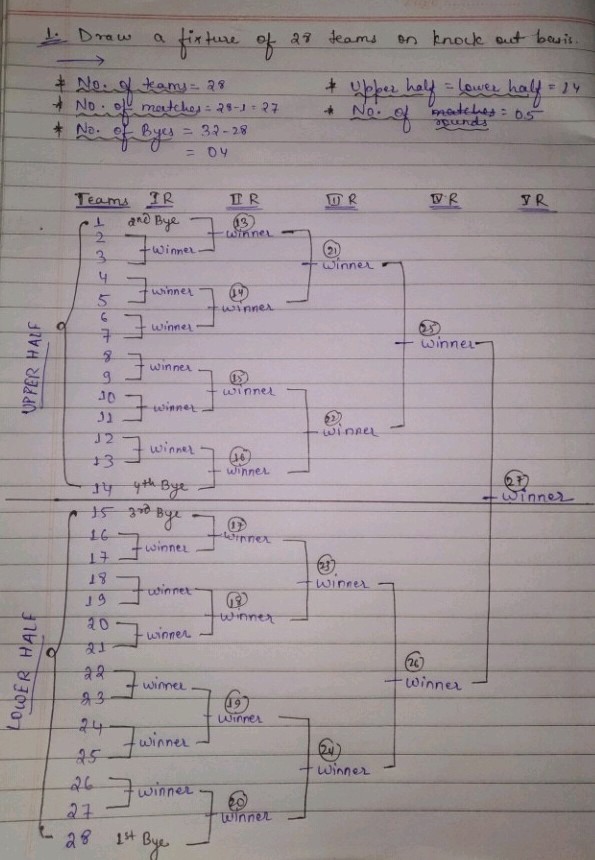 1. Draw a fixture of 28 teams on knock out basis.
* No. of teams = 28
* Upper half = lower half = 14
* No. of matches = 28-1 = 27
* No. of matches = 05
rounds
* No. of Byes = 32-28
= 04
Teams I R II R III R IV R V R
1 2nd Bye
13
winner
2
winner
3
21
winner
4
winner
5
14
winner
6
winner
7
25
winner
UPPER HALF
8
winner
9
15
winner
10
winner
11
22
winner
12
winner
13
16
winner
14 4th Bye
27
winner
15 3rd Bye
17
winner
16
winner
17
23
winner
18
winner
19
18
winner
20
winner
21
26
winner
LOWER HALF
22
winner
23
19
winner
24
winner
25
24
winner
26
winner
27
20
winner
28 1st Bye